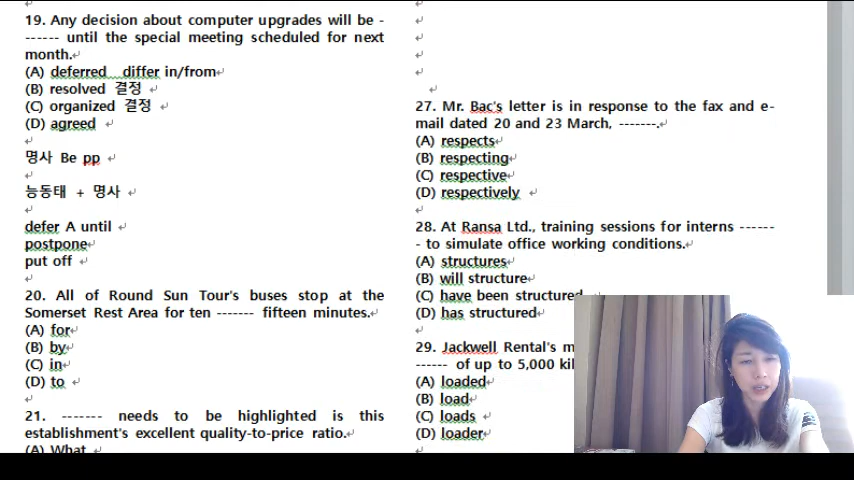 19. Any decision about computer upgrades will be -
------ until the special meeting scheduled for next
month.
(A) deferred   differ in/from
(B) resolved 결정
(C) organized 결정
(D) agreed
명사 Be pp
능동태 + 명사
defer A until
postpone
put off
20. All of Round Sun Tour's buses stop at the
Somerset Rest Area for ten ------- fifteen minutes.
(A) for
(B) by
(C) in
(D) to
21. ------- needs to be highlighted is this
establishment's excellent quality-to-price ratio.
(A) What
27. Mr. Bac's letter is in response to the fax and e-
mail dated 20 and 23 March, -------.
(A) respects
(B) respecting
(C) respective
(D) respectively
28. At Ransa Ltd., training sessions for interns ------
- to simulate office working conditions.
(A) structures
(B) will structure
(C) have been structured
(D) has structured
29. Jackwell Rental's
------ of up to 5,000
(A) loaded
(B) load
(C) loads
(D) loader